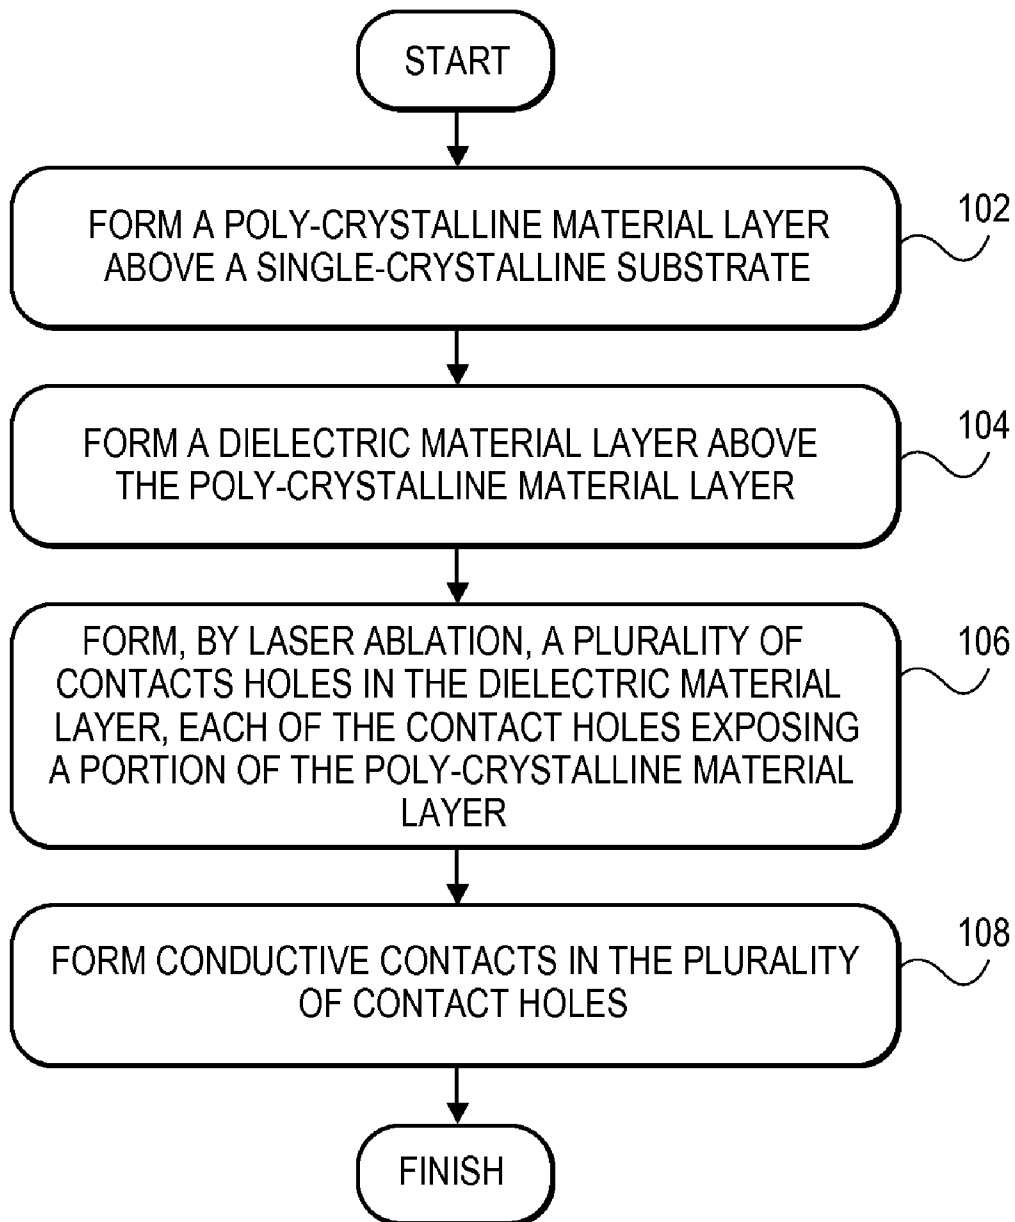 START
FORM A POLY-CRYSTALLINE MATERIAL LAYER
ABOVE A SINGLE-CRYSTALLINE SUBSTRATE
102
FORM A DIELECTRIC MATERIAL LAYER ABOVE
THE POLY-CRYSTALLINE MATERIAL LAYER
104
FORM, BY LASER ABLATION, A PLURALITY OF
CONTACTS HOLES IN THE DIELECTRIC MATERIAL
LAYER, EACH OF THE CONTACT HOLES EXPOSING
A PORTION OF THE POLY-CRYSTALLINE MATERIAL
LAYER
106
FORM CONDUCTIVE CONTACTS IN THE PLURALITY
OF CONTACT HOLES
108
FINISH